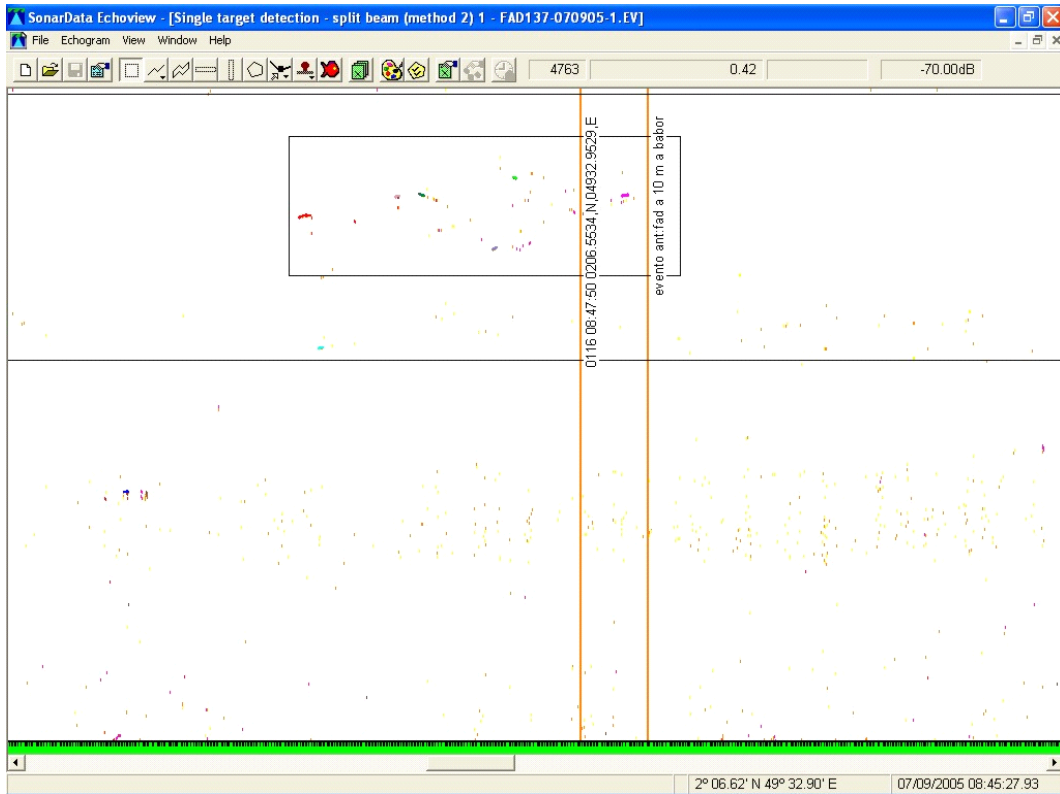 SonarData Echoview - [Single target detection - split beam (method 2) 1 - FAD137-070905-1.EV]
File Echogram View Window Help
4763 0.42 -70.00dB
0116 08:47:50 0206.5534,N,04932.9529,E
evento ant:fad a 10 m a babor
2º 06.62' N 49º 32.90' E 07/09/2005 08:45:27.93